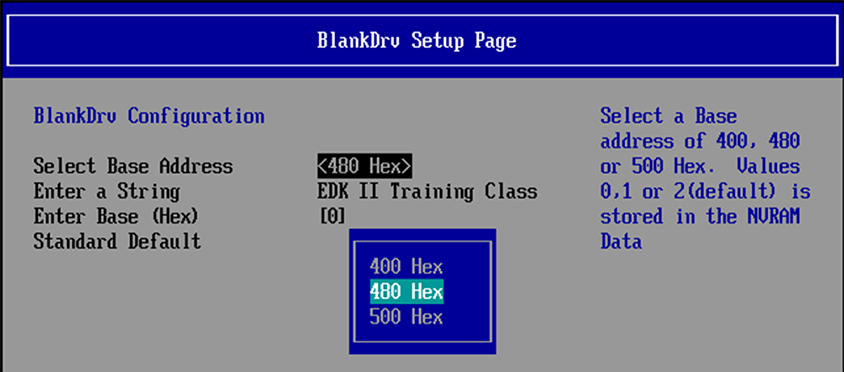 BlankDrv Setup Page
BlankDrv Configuration
Select Base Address <480 Hex>
Enter a String EDK II Training Class
Enter Base (Hex) [0]
Standard Default
400 Hex
480 Hex
500 Hex
Select a Base
address of 400, 480
or 500 Hex. Values
0,1 or 2(default) is
stored in the NVRAM
Data